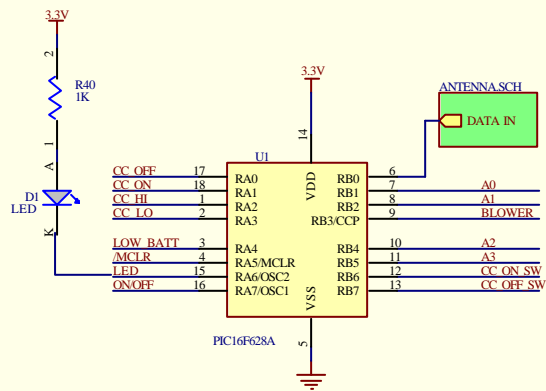 3.3V
2
R40
1K
1
A
D1
LED
K
3.3V
14
ANTENNA.SCH
DATA IN
U1
VDD
CC_OFF 17 RA0 RB0 6
CC_ON 18 RA1 RB1 7 A0
CC_HI 1 RA2 RB2 8 A1
CC_LO 2 RA3 RB3/CCP 9 BLOWER
LOW_BATT 3 RA4 RB4 10 A2
/MCLR 4 RA5/MCLR RB5 11 A3
LED 15 RA6/OSC2 RB6 12 CC_ON_SW
ON/OFF 16 RA7/OSC1 RB7 13 CC_OFF_SW
VSS
PIC16F628A
5